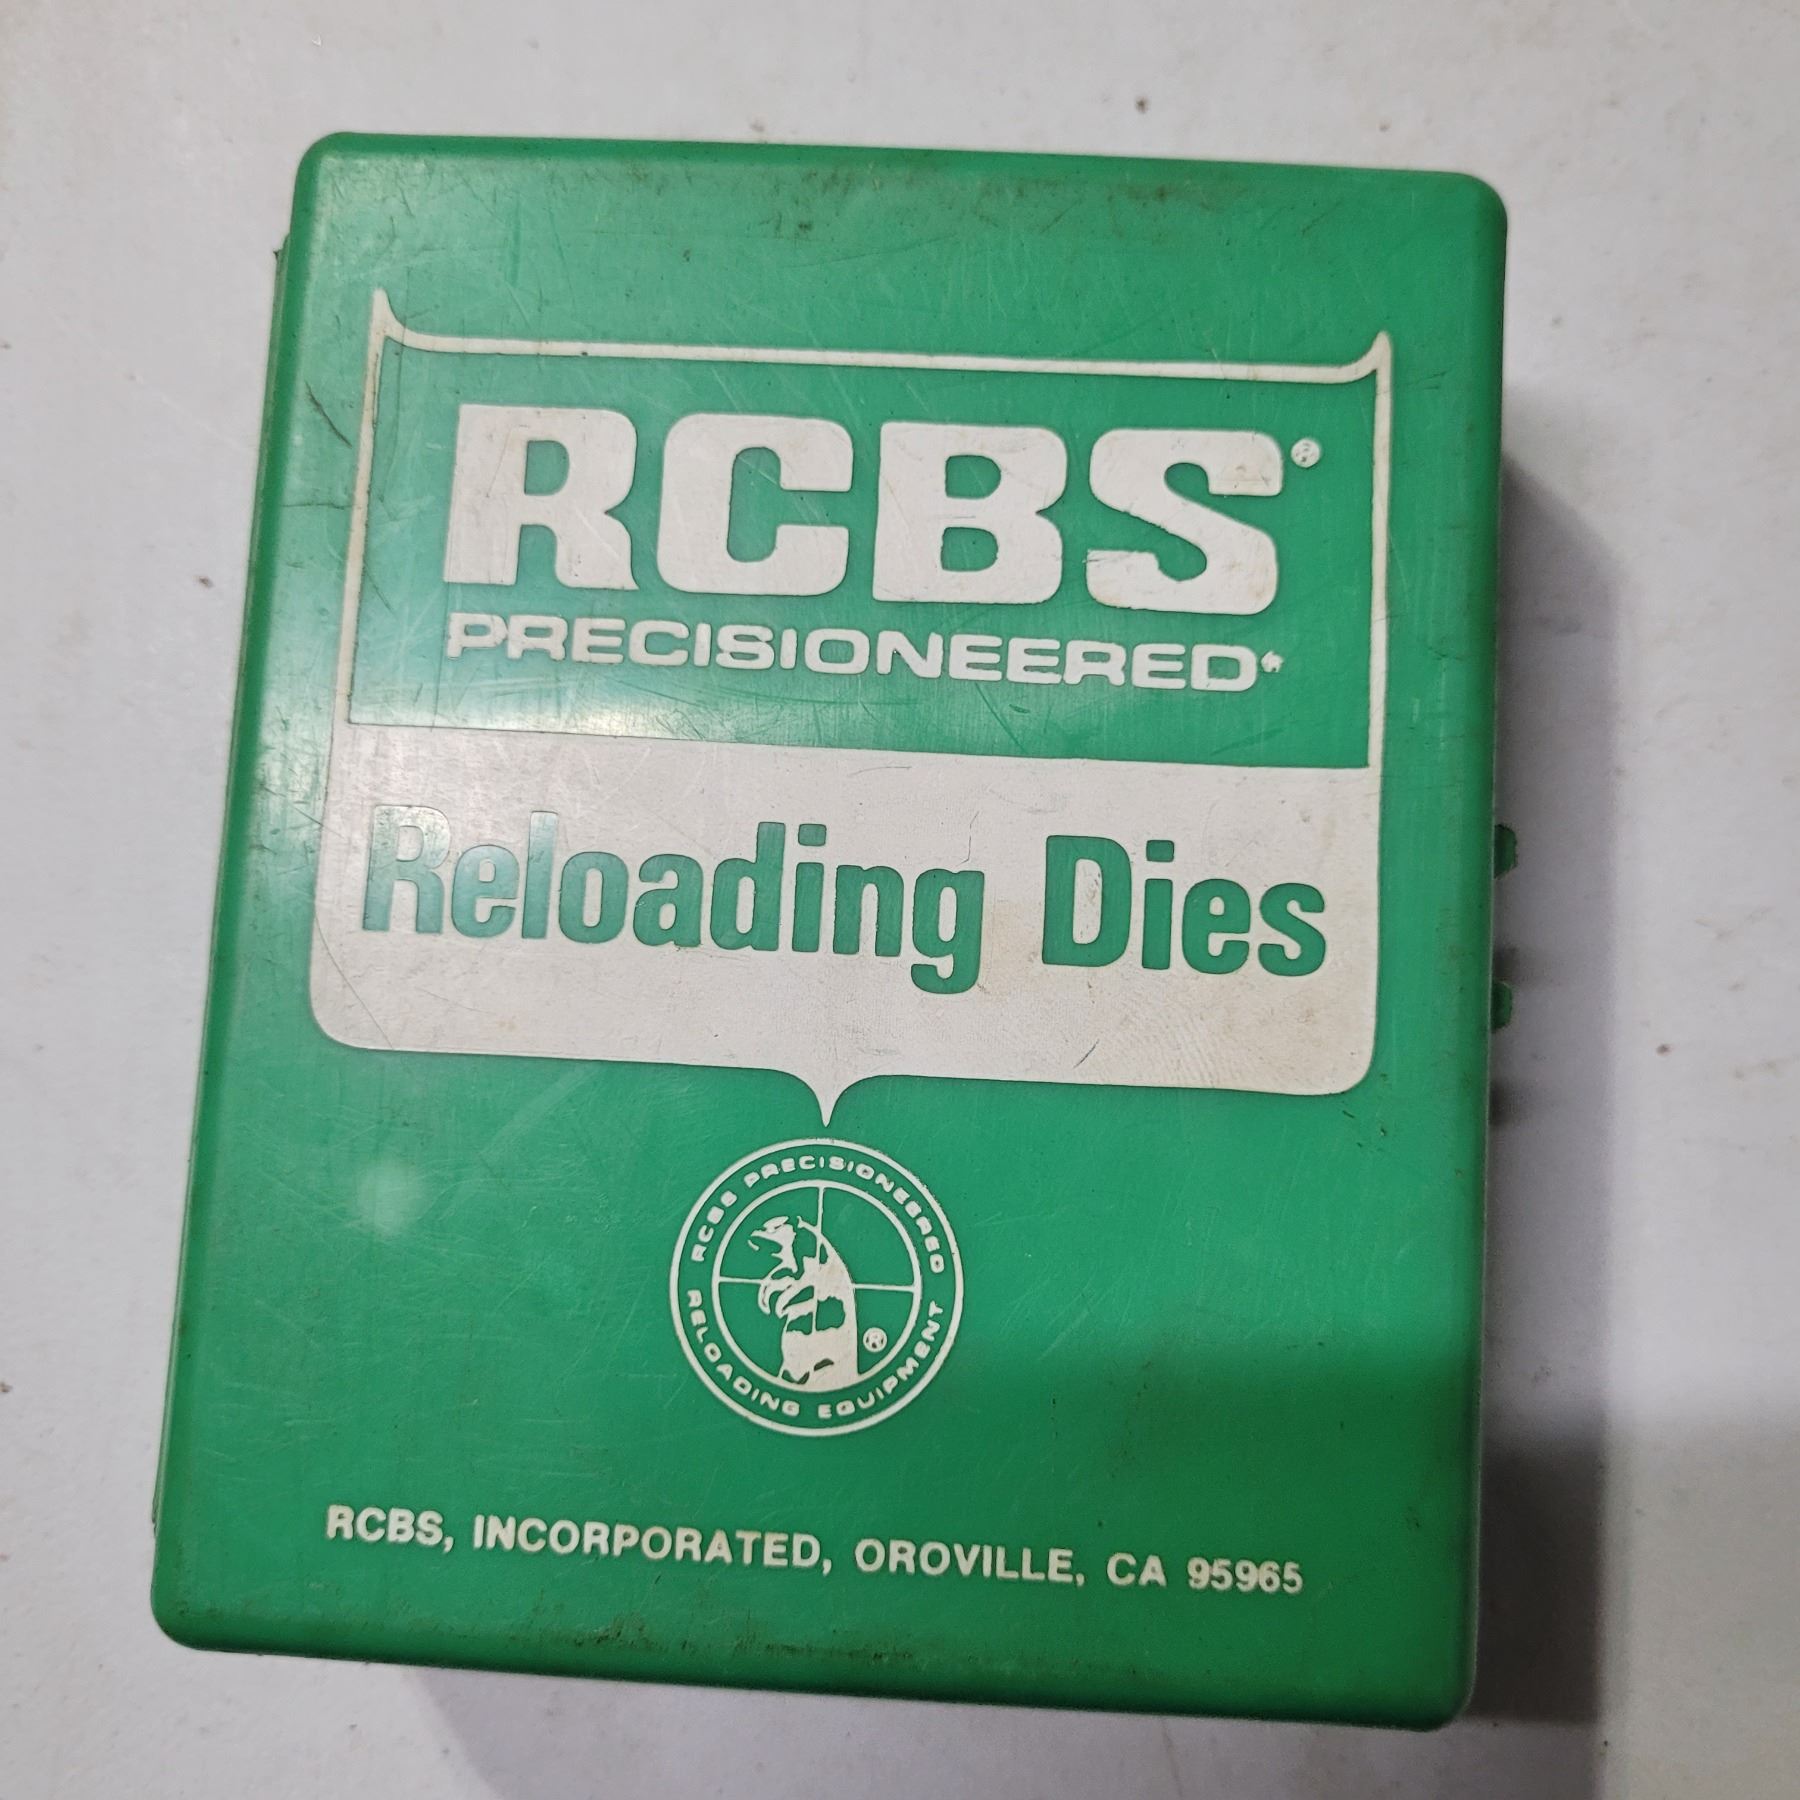 RCBS®
PRECISIONEERED
Reloading Dies
RCBS PRECISIONEERED
RELOADING EQUIPMENT
®
RCBS, INCORPORATED, OROVILLE, CA 95965